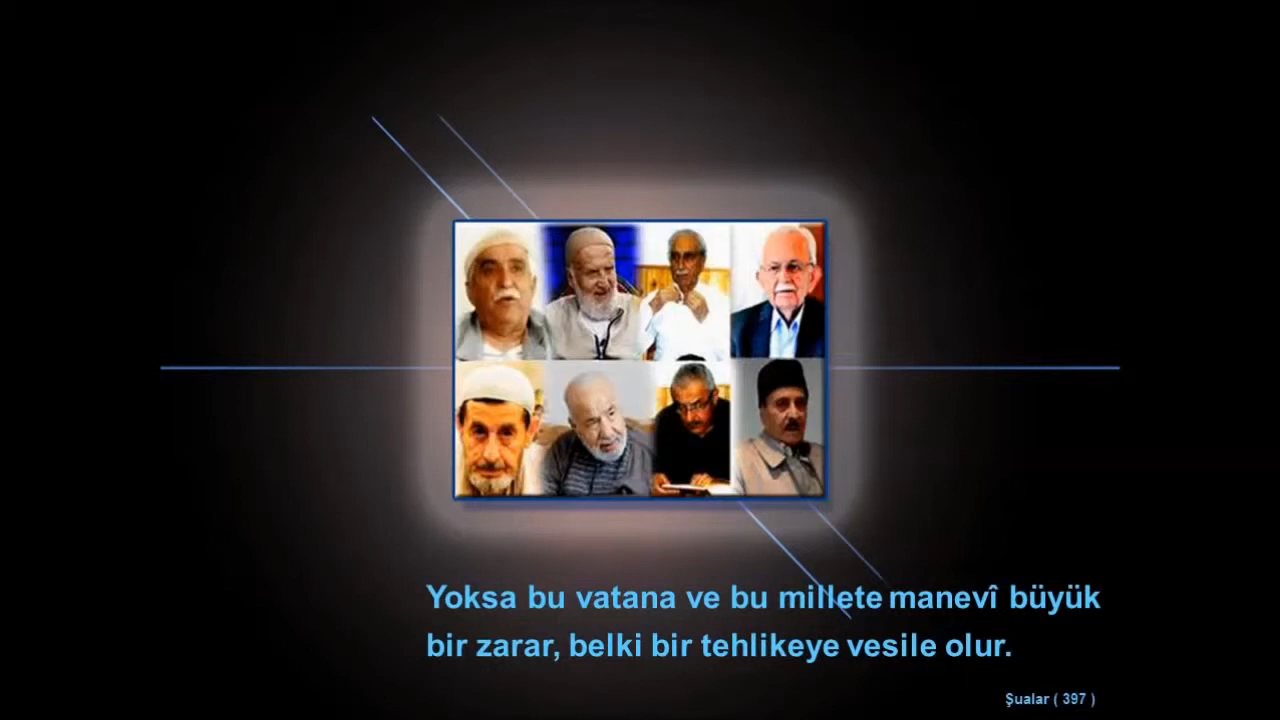 Yoksa bu vatana ve bu millete manevî büyük
bir zarar, belki bir tehlikeye vesile olur.
Şualar ( 397 )